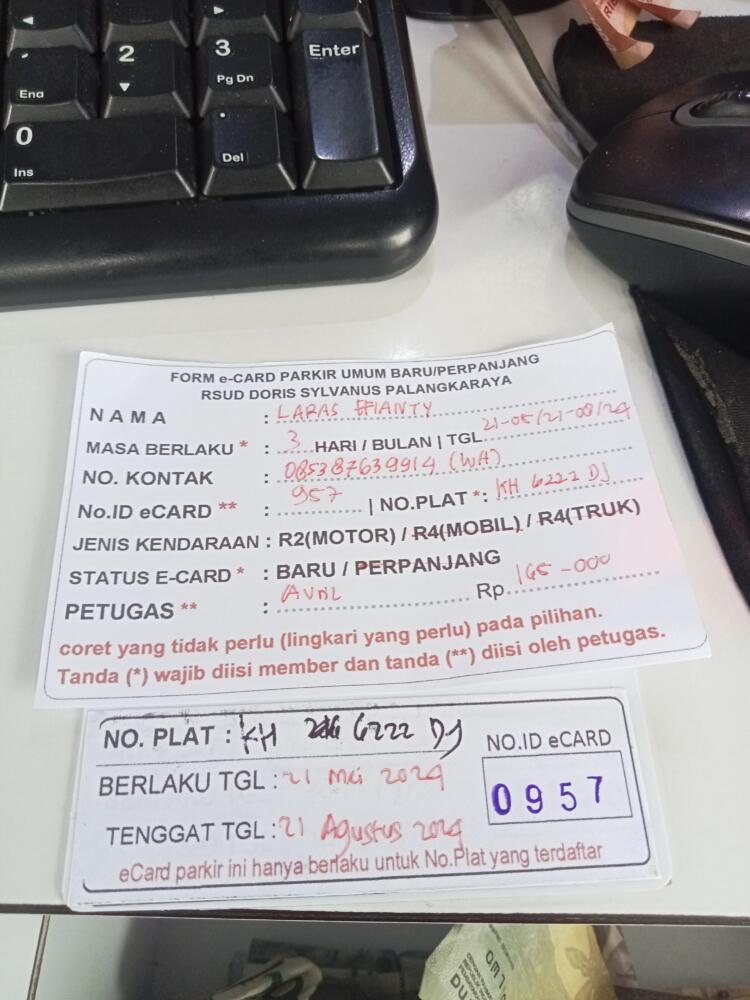 2
3
Enter
End
Pg Dn
0
Ins
Del
FORM e-CARD PARKIR UMUM BARU/PERPANJANG
RSUD DORIS SYLVANUS PALANGKARAYA
NAMA : LARAS EFIANTY
MASA BERLAKU * : 3 HARI / BULAN | TGL 21-05/21-08/24
NO. KONTAK : 085387639914 (WA)
No.ID eCARD ** : 957 | NO.PLAT *: KH 6222 DJ
JENIS KENDARAAN : R2(MOTOR) / R4(MOBIL) / R4(TRUK)
STATUS E-CARD * : BARU / PERPANJANG
PETUGAS ** : Rp 165-000
coret yang tidak perlu (lingkari yang perlu) pada pilihan.
Tanda (*) wajib diisi member dan tanda (**) diisi oleh petugas.
NO. PLAT : KH 6222 DJ
NO.ID eCARD
BERLAKU TGL : 21 Mei 2024
0957
TENGGAT TGL : 21 Agustus 2024
eCard parkir ini hanya berlaku untuk No.Plat yang terdaftar